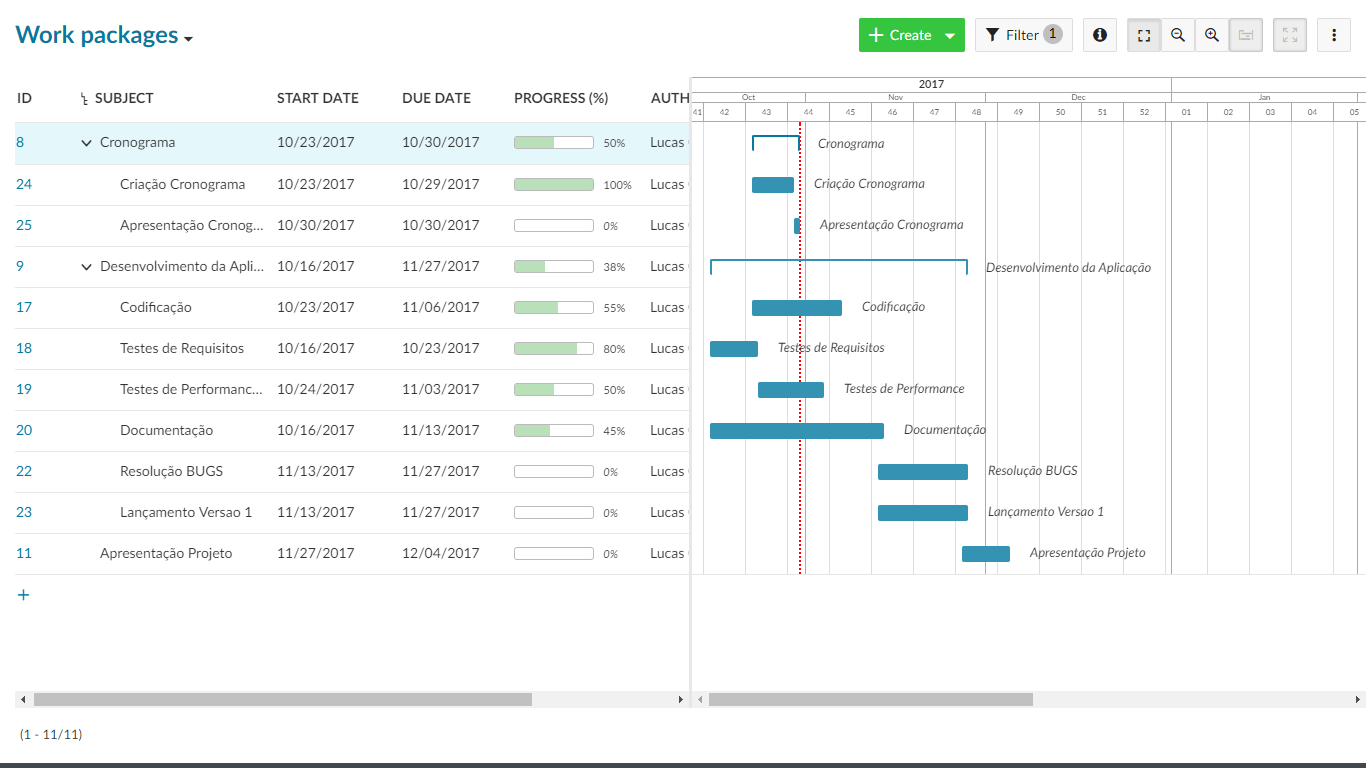 Work packages
Create
Filter 1
ID SUBJECT START DATE DUE DATE PROGRESS (%) AUTH
2017
Oct Nov Dec Jan
41 42 43 44 45 46 47 48 49 50 51 52 01 02 03 04 05
8 Cronograma 10/23/2017 10/30/2017 50% Lucas Cronograma
24 Criação Cronograma 10/23/2017 10/29/2017 100% Lucas Criação Cronograma
25 Apresentação Cronog... 10/30/2017 10/30/2017 0% Lucas Apresentação Cronograma
9 Desenvolvimento da Apli... 10/16/2017 11/27/2017 38% Lucas Desenvolvimento da Aplicação
17 Codificação 10/23/2017 11/06/2017 55% Lucas Codificação
18 Testes de Requisitos 10/16/2017 10/23/2017 80% Lucas Testes de Requisitos
19 Testes de Performanc... 10/24/2017 11/03/2017 50% Lucas Testes de Performance
20 Documentação 10/16/2017 11/13/2017 45% Lucas Documentação
22 Resolução BUGS 11/13/2017 11/27/2017 0% Lucas Resolução BUGS
23 Lançamento Versao 1 11/13/2017 11/27/2017 0% Lucas Lançamento Versao 1
11 Apresentação Projeto 11/27/2017 12/04/2017 0% Lucas Apresentação Projeto
(1 - 11/11)